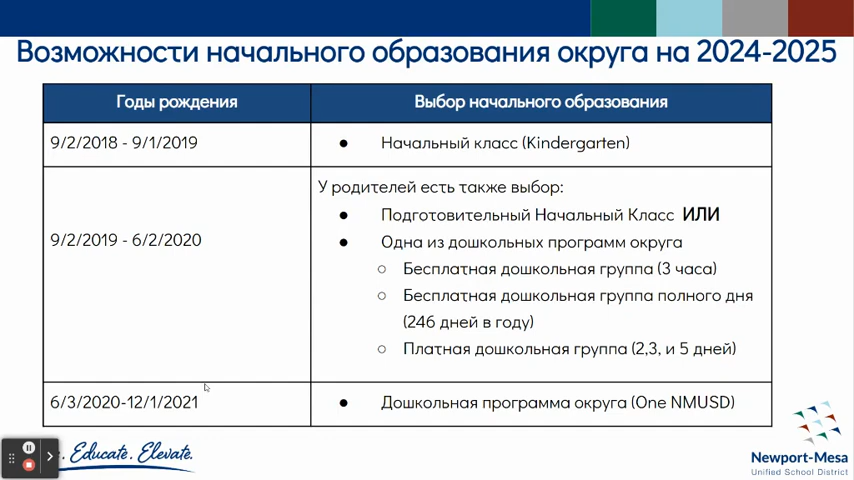 Возможности начального образования округа на 2024-2025
Годы рождения
Выбор начального образования
9/2/2018 - 9/1/2019
● Начальный класс (Kindergarten)
9/2/2019 - 6/2/2020
У родителей есть также выбор:
● Подготовительный Начальный Класс ИЛИ
● Одна из дошкольных программ округа
○ Бесплатная дошкольная группа (3 часа)
○ Бесплатная дошкольная группа полного дня
(246 дней в году)
○ Платная дошкольная группа (2,3, и 5 дней)
6/3/2020-12/1/2021
● Дошкольная программа округа (One NMUSD)
. Educate. Elevate.
Newport-Mesa
Unified School District